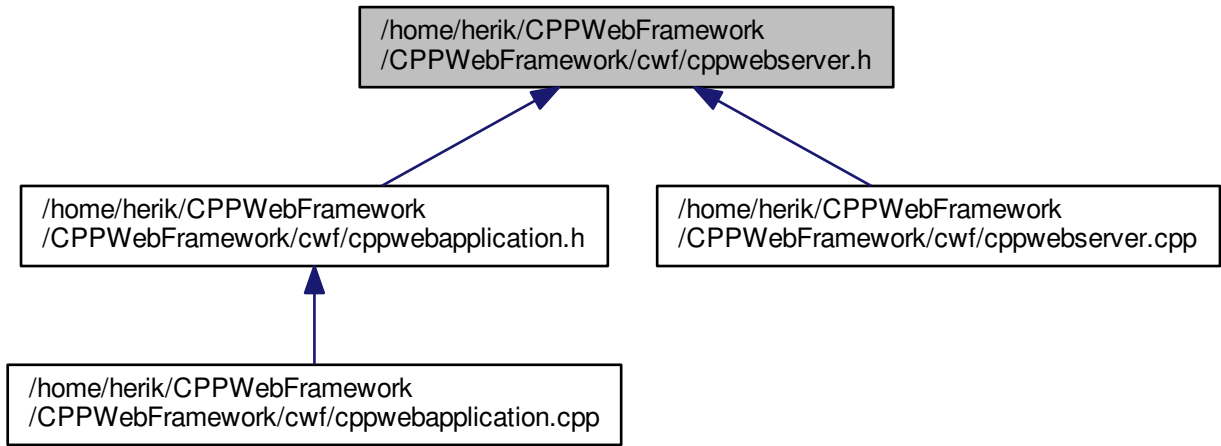 /home/herik/CPPWebFramework
/CPPWebFramework/cwf/cppwebserver.h
/home/herik/CPPWebFramework
/CPPWebFramework/cwf/cppwebapplication.h
/home/herik/CPPWebFramework
/CPPWebFramework/cwf/cppwebserver.cpp
/home/herik/CPPWebFramework
/CPPWebFramework/cwf/cppwebapplication.cpp